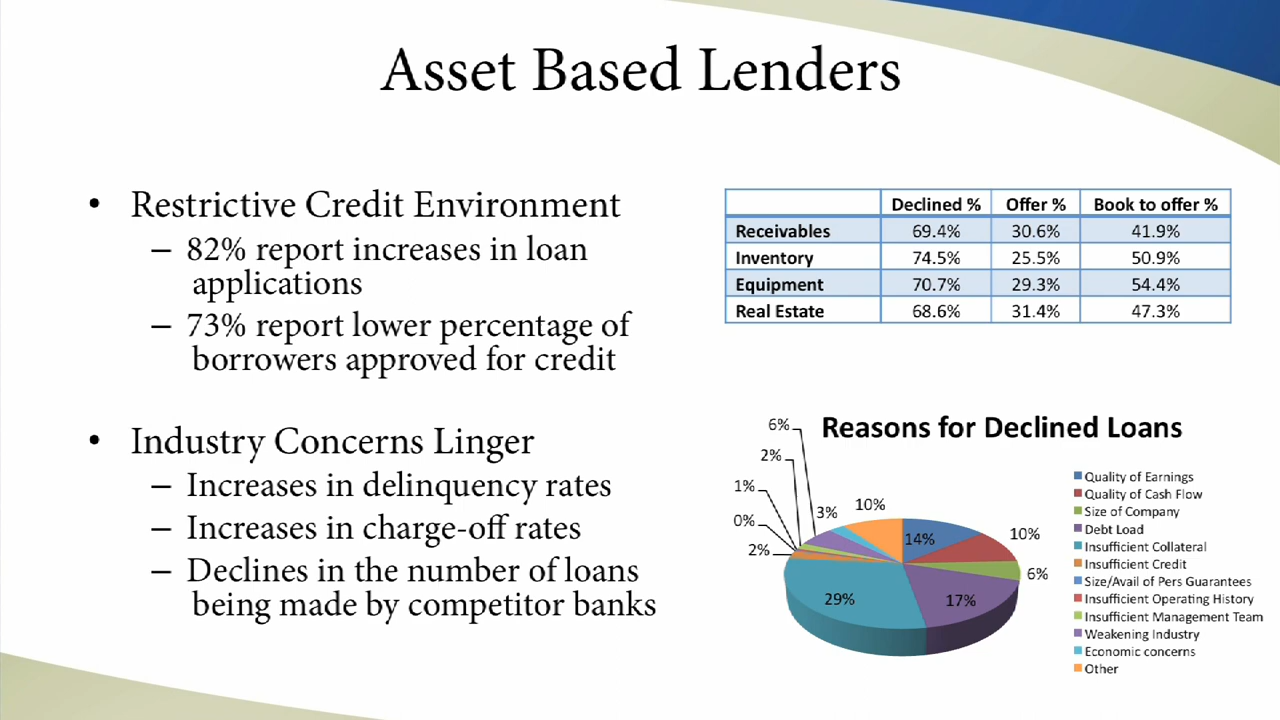 Asset Based Lenders
• Restrictive Credit Environment
– 82% report increases in loan
applications
– 73% report lower percentage of
borrowers approved for credit
• Industry Concerns Linger
– Increases in delinquency rates
– Increases in charge-off rates
– Declines in the number of loans
being made by competitor banks
Declined % Offer % Book to offer %
Receivables 69.4% 30.6% 41.9%
Inventory 74.5% 25.5% 50.9%
Equipment 70.7% 29.3% 54.4%
Real Estate 68.6% 31.4% 47.3%
Reasons for Declined Loans
6%
2%
1%
0%
2%
3%
10%
14%
10%
6%
17%
29%
Quality of Earnings
Quality of Cash Flow
Size of Company
Debt Load
Insufficient Collateral
Insufficient Credit
Size/Avail of Pers Guarantees
Insufficient Operating History
Insufficient Management Team
Weakening Industry
Economic concerns
Other